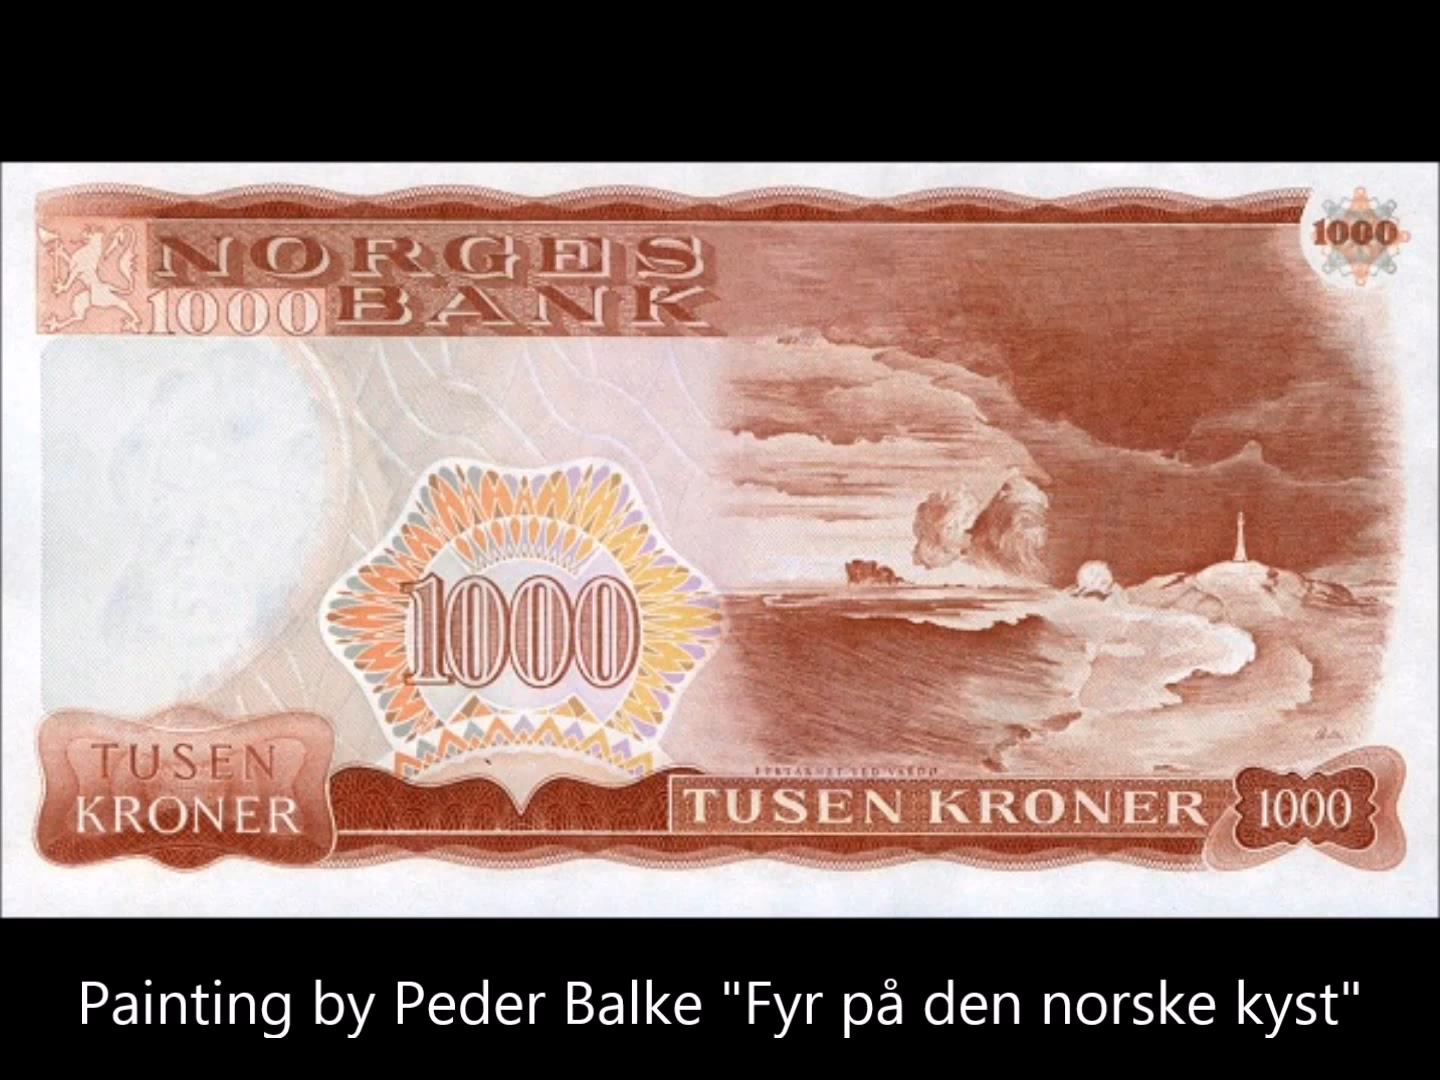 NORGES
1000 BANK
1000
1000
TUSEN
KRONER
TUSEN KRONER
1000
Painting by Peder Balke "Fyr på den norske kyst"